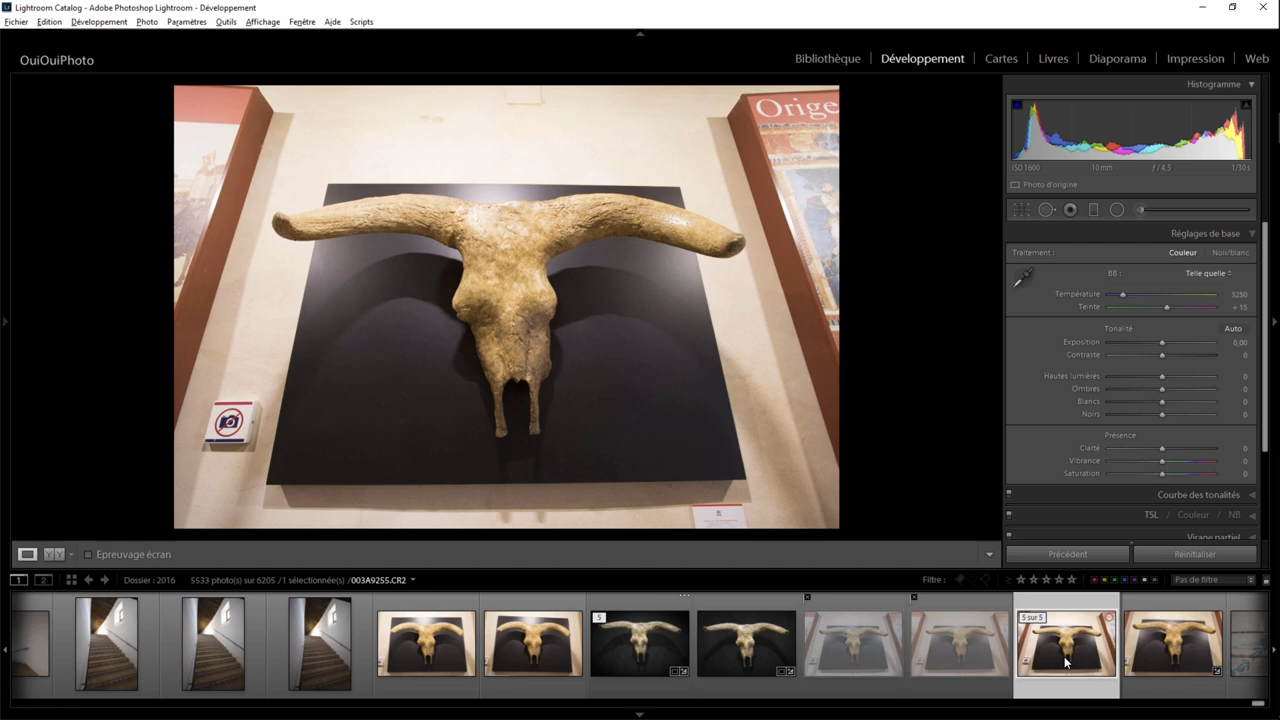 Lightroom Catalog - Adobe Photoshop Lightroom - Développement
Fichier Edition Développement Photo Paramètres Outils Affichage Fenêtre Aide Scripts
OuiOuiPhoto
Bibliothèque | Développement | Cartes | Livres | Diaporama | Impression | Web
Histogramme
ISO 1600 10 mm ƒ / 4,5 1/30 s
Photo d'origine
Réglages de base
Traitement : Couleur Noir/blanc
BB : Telle quelle
Température 3250
Teinte + 15
Tonalité Auto
Exposition 0,00
Contraste 0
Hautes lumières 0
Ombres 0
Blancs 0
Noirs 0
Présence
Clarté 0
Vibrance 0
Saturation 0
Courbe des tonalités
TSL / Couleur / NB
Virage partiel
Précédent Réinitialiser
Orige
YY Epreuvage écran
1 2 Dossier : 2016 5533 photo(s) sur 6205 /1 sélectionnée(s) /003A9255.CR2
Filtre : Pas de filtre
5
5 sur 5